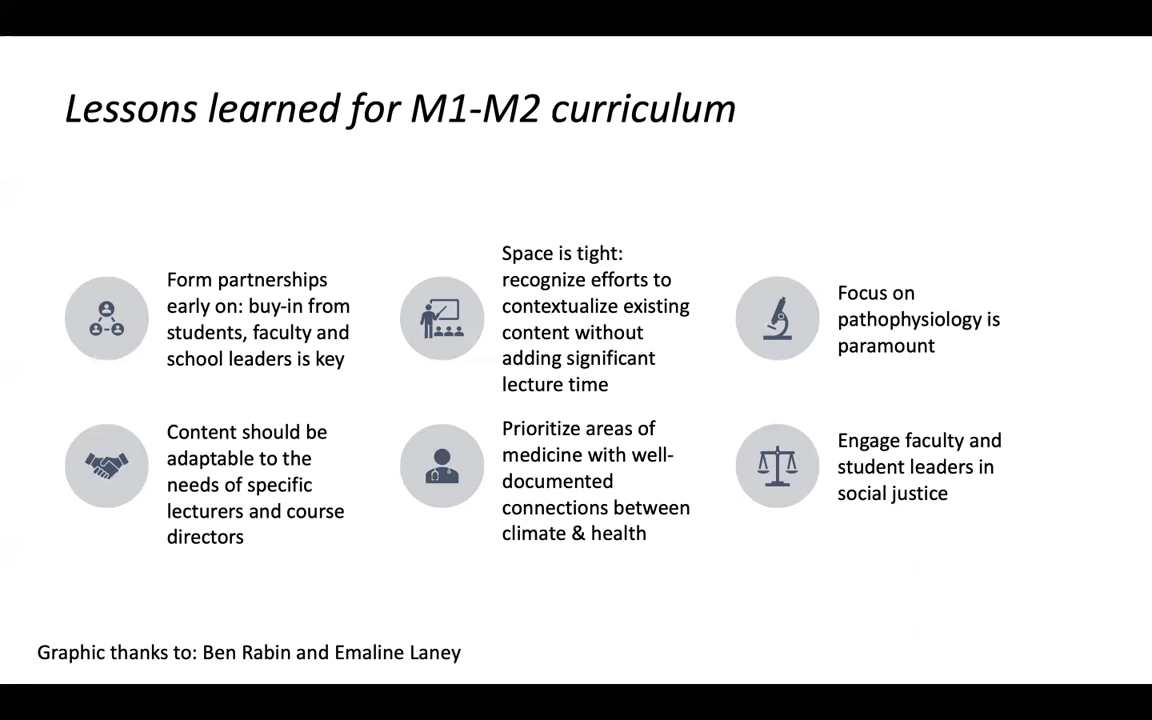 Lessons learned for M1-M2 curriculum
Form partnerships
early on: buy-in from
students, faculty and
school leaders is key
Space is tight:
recognize efforts to
contextualize existing
content without
adding significant
lecture time
Focus on
pathophysiology is
paramount
Content should be
adaptable to the
needs of specific
lecturers and course
directors
Prioritize areas of
medicine with well-
documented
connections between
climate & health
Engage faculty and
student leaders in
social justice
Graphic thanks to: Ben Rabin and Emaline Laney